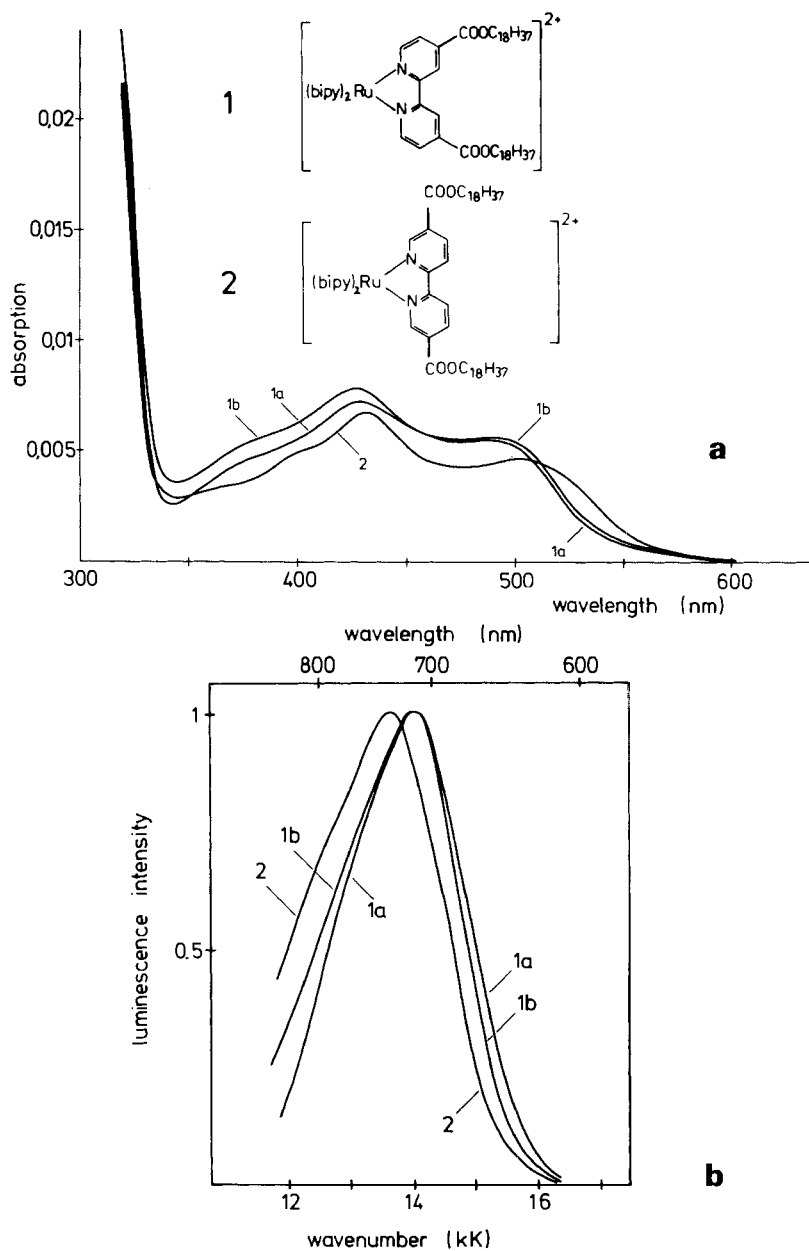 2+
COOC18H37
1
(bipy)2Ru
N
N
COOC18H37
COOC18H37
2+
2
(bipy)2Ru
N
N
COOC18H37
absorption
0,02
0,015
0,01
0,005
1b
1a
2
1b
1a
a
300
400
500
600
wavelength (nm)
wavelength (nm)
800
700
600
luminescence intensity
1
0.5
1b
2
1a
1a
1b
2
12
14
16
wavenumber (kK)
b